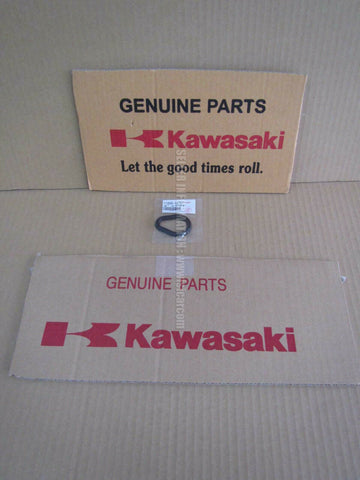 GENUINE PARTS
Kawasaki
Let the good times roll.
GENUINE PARTS
Kawasaki